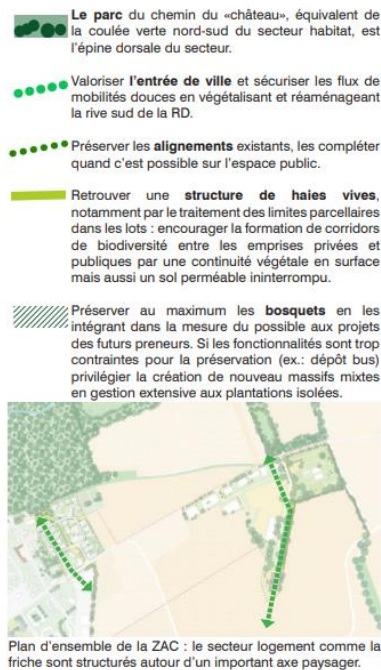 Le parc du chemin du «château», équivalent de
la coulée verte nord-sud du secteur habitat, est
l'épine dorsale du secteur.
Valoriser l'entrée de ville et sécuriser les flux de
mobilités douces en végétalisant et réaménageant
la rive sud de la RD.
Préserver les alignements existants, les compléter
quand c'est possible sur l'espace public.
Retrouver une structure de haies vives,
notamment par le traitement des limites parcellaires
dans les lots : encourager la formation de corridors
de biodiversité entre les emprises privées et
publiques par une continuité végétale en surface
mais aussi un sol perméable ininterrompu.
Préserver au maximum les bosquets en les
intégrant dans la mesure du possible aux projets
des futurs preneurs. Si les fonctionnalités sont trop
contraintes pour la préservation (ex.: dépôt bus)
privilégier la création de nouveau massifs mixtes
en gestion extensive aux plantations isolées.
Plan d'ensemble de la ZAC : le secteur logement comme la
friche sont structurés autour d'un important axe paysager.